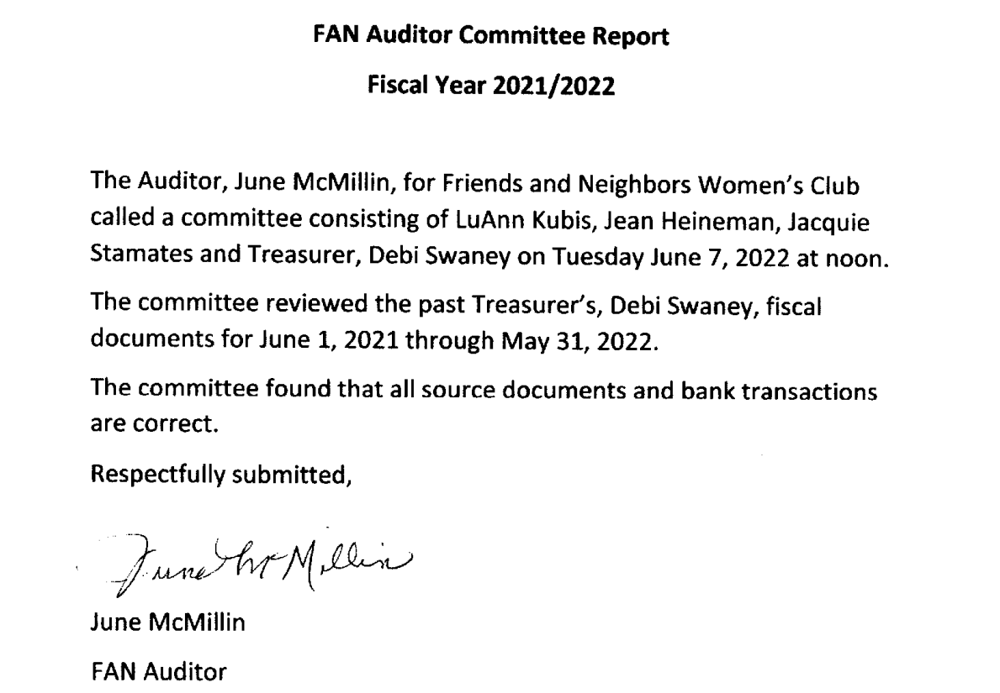 FAN Auditor Committee Report
Fiscal Year 2021/2022
The Auditor, June McMillin, for Friends and Neighbors Women's Club
called a committee consisting of LuAnn Kubis, Jean Heineman, Jacquie
Stamates and Treasurer, Debi Swaney on Tuesday June 7, 2022 at noon.
The committee reviewed the past Treasurer's, Debi Swaney, fiscal
documents for June 1, 2021 through May 31, 2022.
The committee found that all source documents and bank transactions
are correct.
Respectfully submitted,
June McMillin
June McMillin
FAN Auditor